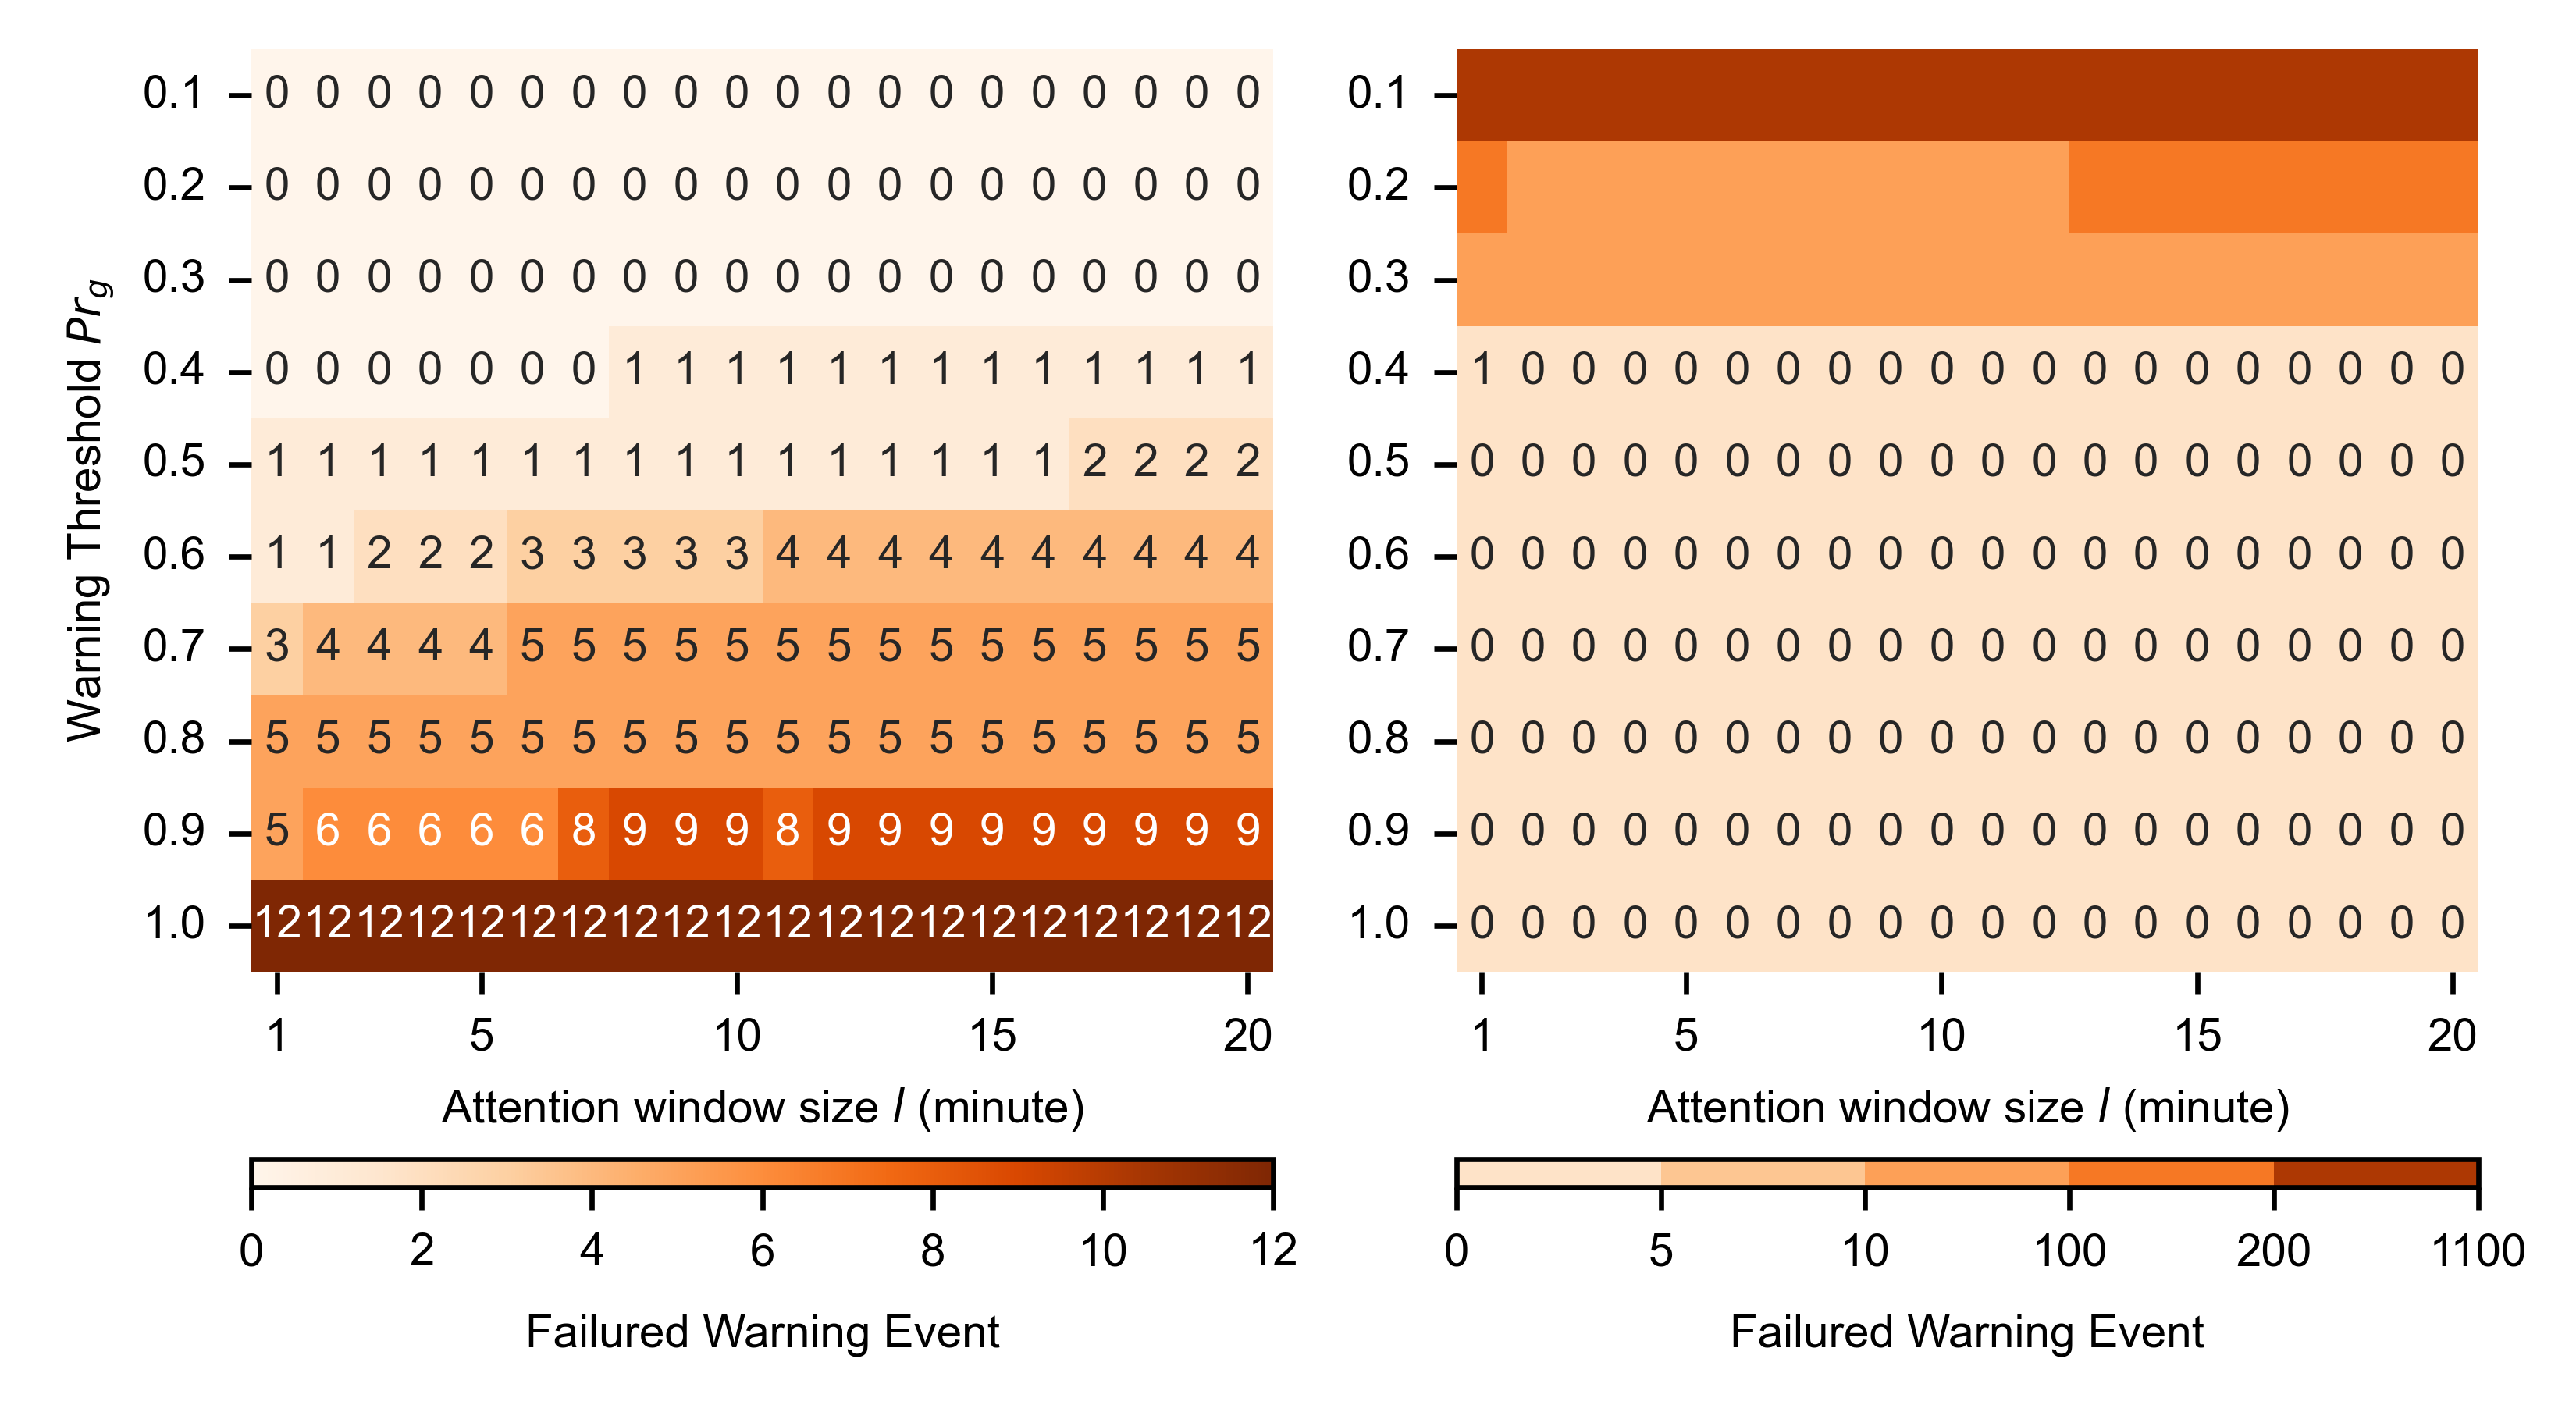 Warning Threshold Pr_g
0.1 0 0 0 0 0 0 0 0 0 0 0 0 0 0 0 0 0 0 0 0
0.2 0 0 0 0 0 0 0 0 0 0 0 0 0 0 0 0 0 0 0 0
0.3 0 0 0 0 0 0 0 0 0 0 0 0 0 0 0 0 0 0 0 0
0.4 0 0 0 0 0 0 0 1 1 1 1 1 1 1 1 1 1 1 1 1
0.5 1 1 1 1 1 1 1 1 1 1 1 1 1 1 1 1 2 2 2 2
0.6 1 1 2 2 2 3 3 3 3 3 4 4 4 4 4 4 4 4 4 4
0.7 3 4 4 4 4 5 5 5 5 5 5 5 5 5 5 5 5 5 5 5
0.8 5 5 5 5 5 5 5 5 5 5 5 5 5 5 5 5 5 5 5 5
0.9 5 6 6 6 6 6 8 9 9 9 8 9 9 9 9 9 9 9 9 9
1.0 12 12 12 12 12 12 12 12 12 12 12 12 12 12 12 12 12 12 12 12
1 5 10 15 20
Attention window size l (minute)
0 2 4 6 8 10 12
Failured Warning Event
0.1
0.2
0.3
0.4 1 0 0 0 0 0 0 0 0 0 0 0 0 0 0 0 0 0 0 0
0.5 0 0 0 0 0 0 0 0 0 0 0 0 0 0 0 0 0 0 0 0
0.6 0 0 0 0 0 0 0 0 0 0 0 0 0 0 0 0 0 0 0 0
0.7 0 0 0 0 0 0 0 0 0 0 0 0 0 0 0 0 0 0 0 0
0.8 0 0 0 0 0 0 0 0 0 0 0 0 0 0 0 0 0 0 0 0
0.9 0 0 0 0 0 0 0 0 0 0 0 0 0 0 0 0 0 0 0 0
1.0 0 0 0 0 0 0 0 0 0 0 0 0 0 0 0 0 0 0 0 0
1 5 10 15 20
Attention window size l (minute)
0 5 10 100 200 1100
Failured Warning Event